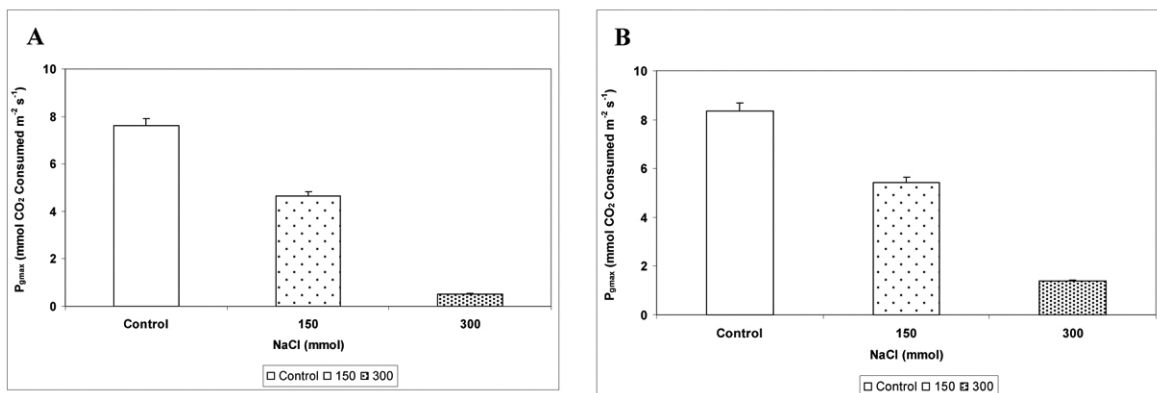 A
10
8
6
4
2
0
P_gmax (mmol CO₂ Consumed m⁻² s⁻¹)
Control 150 300
NaCl (mmol)
Control 150 300
B
10
8
6
4
2
0
P_gmax (mmol CO₂ Consumed m⁻² s⁻¹)
Control 150 300
NaCl (mmol)
Control 150 300